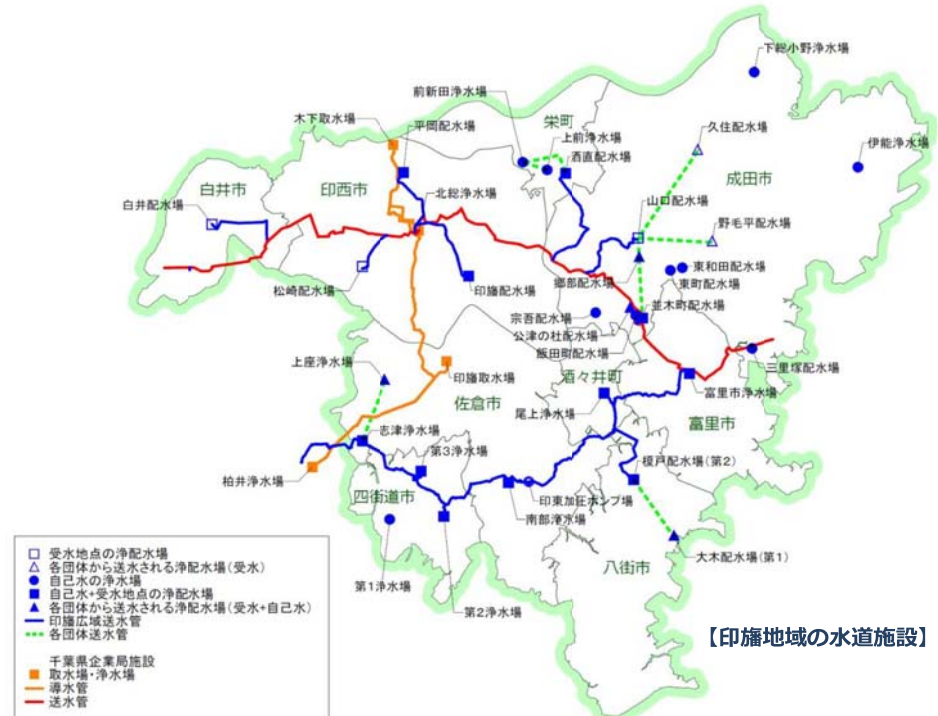 下総小野浄水場
前新田浄水場
栄町
木下取水場
平岡配水場
上前浄水場
久住配水場
酒直配水場
伊能浄水場
成田市
白井市
印西市
北総浄水場
山口配水場
白井配水場
野毛平配水場
郷部配水場
東和田配水場
松崎配水場
印旛配水場
東町配水場
宗吾配水場
並木町配水場
公津の杜配水場
飯田町配水場
上座浄水場
三里塚配水場
印旛取水場
酒々井町
富里市浄水場
佐倉市
尾上浄水場
富里市
志津浄水場
第3浄水場
榎戸配水場(第2)
柏井浄水場
四街道市
印東加圧ポンプ場
南部浄水場
大木配水場(第1)
八街市
第1浄水場
第2浄水場
受水地点の浄配水場
各団体から送水される浄配水場(受水)
自己水の浄水場
自己水+受水地点の浄配水場
各団体から送水される浄配水場(受水+自己水)
印旛広域送水管
各団体送水管
千葉県企業局施設
取水場・浄水場
導水管
送水管
【印旛地域の水道施設】